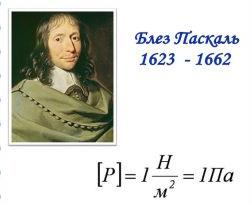 Блез Паскаль
1623 - 1662
[P] = 1 Н/м² = 1Па